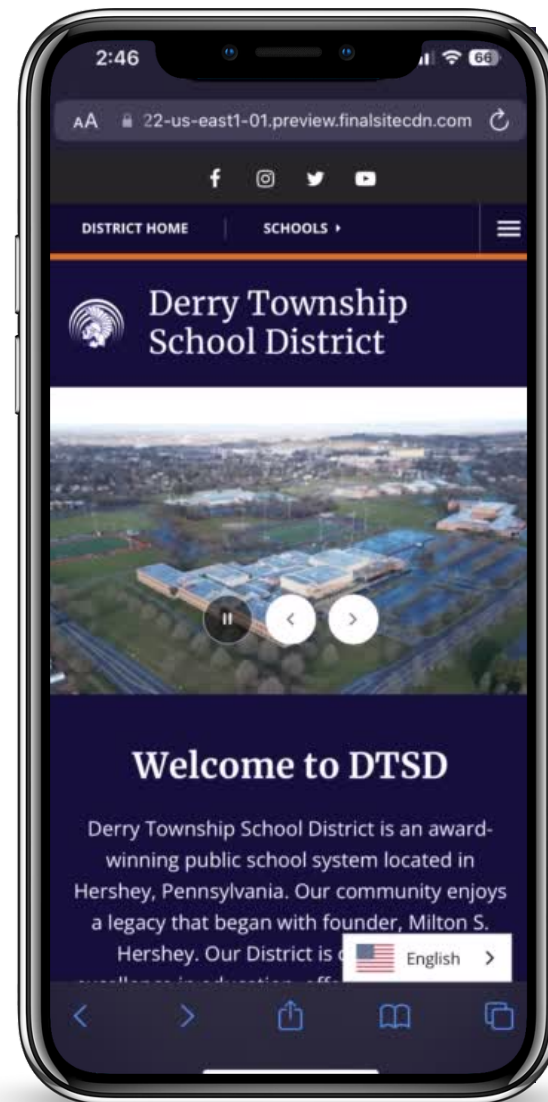 2:46
66
AA 22-us-east1-01.preview.finalsitecdn.com
DISTRICT HOME
SCHOOLS
Derry Township
School District
Welcome to DTSD
Derry Township School District is an award-
winning public school system located in
Hershey, Pennsylvania. Our community enjoys
a legacy that began with founder, Milton S.
Hershey. Our District is
English